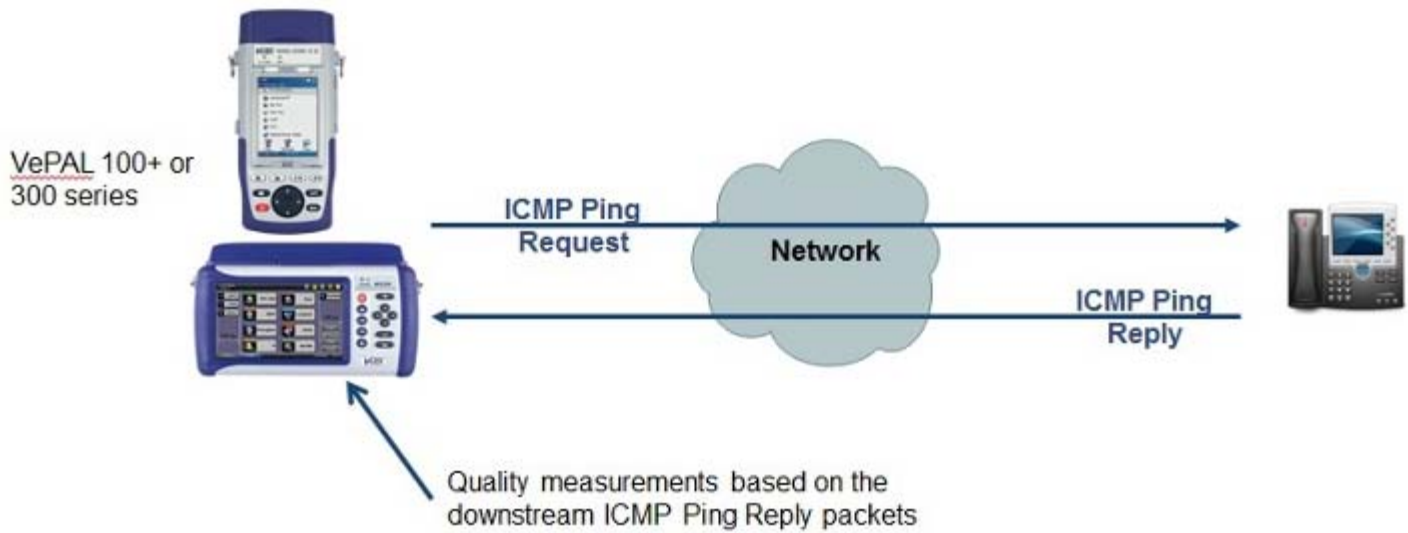 VePAL 100+ or
300 series
ICMP Ping
Request
Network
ICMP Ping
Reply
Quality measurements based on the
downstream ICMP Ping Reply packets